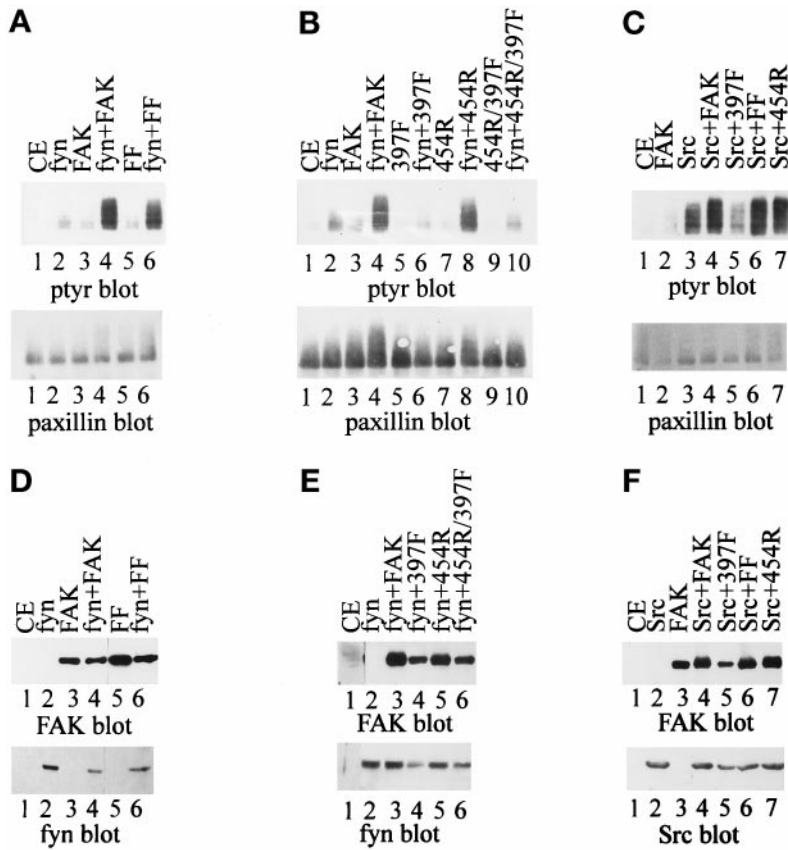 A
CE
fyn
FAK
fyn+FAK
FF
fyn+FF
1 2 3 4 5 6
ptyr blot
1 2 3 4 5 6
paxillin blot
B
CE
fyn
FAK
fyn+FAK
397F
fyn+397F
454R
fyn+454R
454R/397F
fyn+454R/397F
1 2 3 4 5 6 7 8 9 10
ptyr blot
1 2 3 4 5 6 7 8 9 10
paxillin blot
C
CE
FAK
Src
Src+FAK
Src+397F
Src+FF
Src+454R
1 2 3 4 5 6 7
ptyr blot
1 2 3 4 5 6 7
paxillin blot
D
CE
fyn
FAK
fyn+FAK
FF
fyn+FF
1 2 3 4 5 6
FAK blot
1 2 3 4 5 6
fyn blot
E
CE
fyn
fyn+FAK
fyn+397F
fyn+454R
fyn+454R/397F
1 2 3 4 5 6
FAK blot
1 2 3 4 5 6
fyn blot
F
CE
Src
FAK
Src+FAK
Src+397F
Src+FF
Src+454R
1 2 3 4 5 6 7
FAK blot
1 2 3 4 5 6 7
Src blot